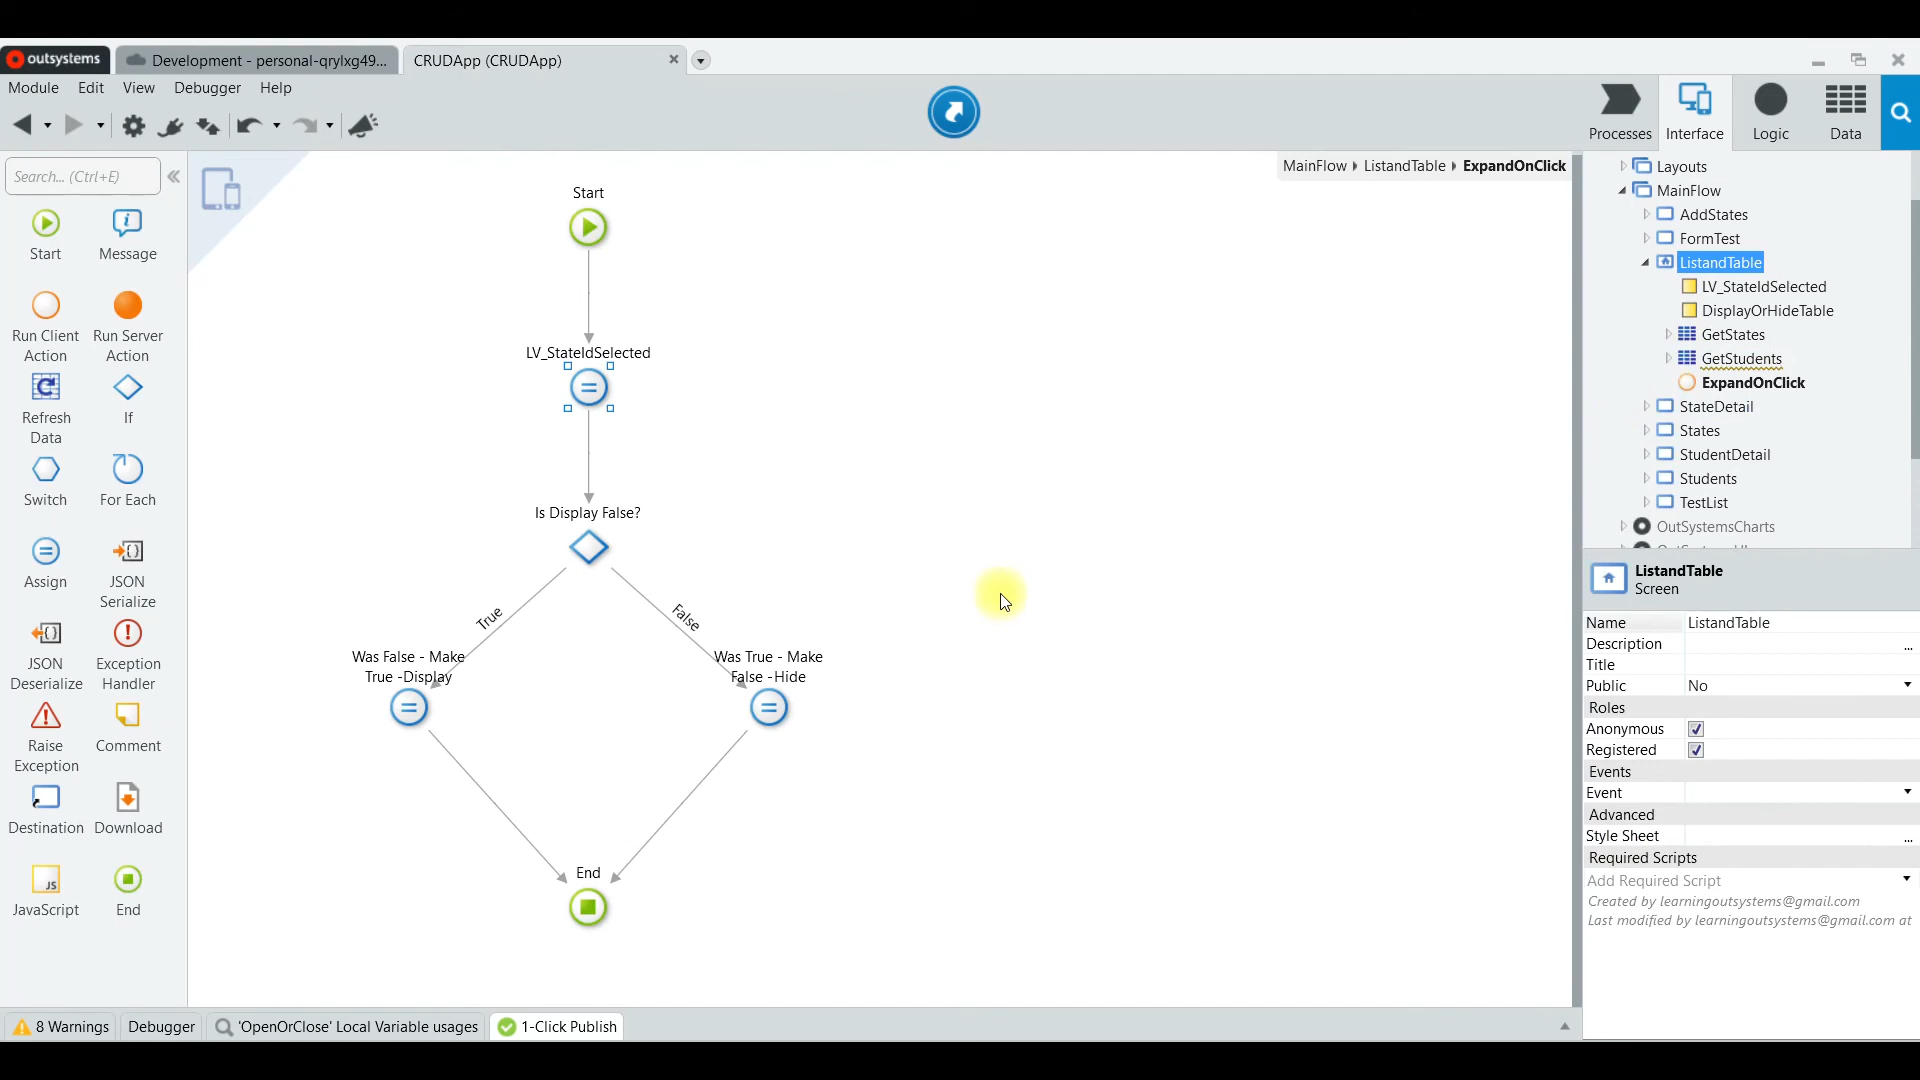 outsystems
Development - personal-qrylxg49...
CRUDApp (CRUDApp)
Module
Edit
View
Debugger
Help
Processes
Interface
Logic
Data
Search... (Ctrl+E)
Start
Message
Run Client
Action
Run Server
Action
Refresh
Data
If
Switch
For Each
Assign
JSON
Serialize
JSON
Deserialize
Exception
Handler
Raise
Exception
Comment
Destination
Download
JS
JavaScript
End
MainFlow
ListandTable
ExpandOnClick
Start
LV_StateIdSelected
Is Display False?
True
False
Was False - Make
True -Display
Was True - Make
False -Hide
End
Layouts
MainFlow
AddStates
FormTest
ListandTable
LV_StateIdSelected
DisplayOrHideTable
GetStates
GetStudents
ExpandOnClick
StateDetail
States
StudentDetail
Students
TestList
OutSystemsCharts
ListandTable
Screen
Name ListandTable
Description ...
Title
Public No
Roles
Anonymous
Registered
Events
Event
Advanced
Style Sheet ...
Required Scripts
Add Required Script
Created by learningoutsystems@gmail.com
Last modified by learningoutsystems@gmail.com at
8 Warnings
Debugger
'OpenOrClose' Local Variable usages
1-Click Publish